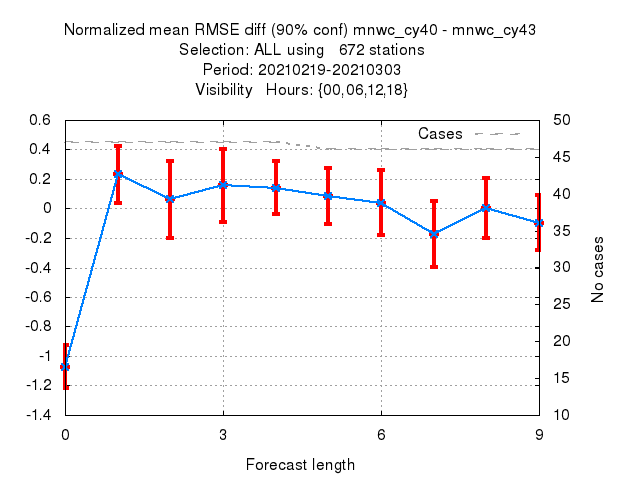 Normalized mean RMSE diff (90% conf) mnwc_cy40 - mnwc_cy43
Selection: ALL using   672 stations
Period: 20210219-20210303
Visibility   Hours: {00,06,12,18}
Cases
0.6
0.4
0.2
0
-0.2
-0.4
-0.6
-0.8
-1
-1.2
-1.4
50
45
40
35
30
25
20
15
10
No cases
0 3 6 9
Forecast length